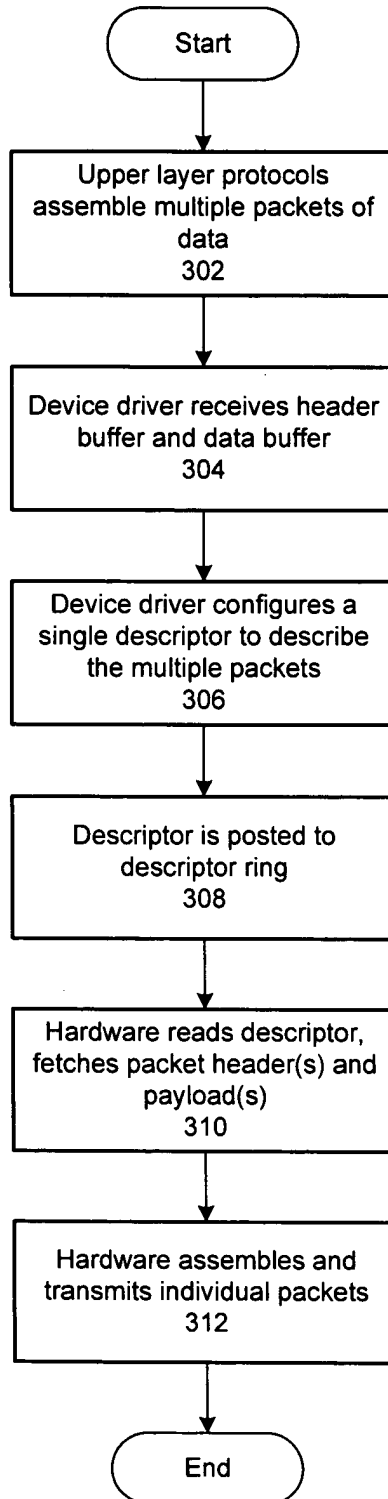 Start
Upper layer protocols
assemble multiple packets of
data
302
Device driver receives header
buffer and data buffer
304
Device driver configures a
single descriptor to describe
the multiple packets
306
Descriptor is posted to
descriptor ring
308
Hardware reads descriptor,
fetches packet header(s) and
payload(s)
310
Hardware assembles and
transmits individual packets
312
End